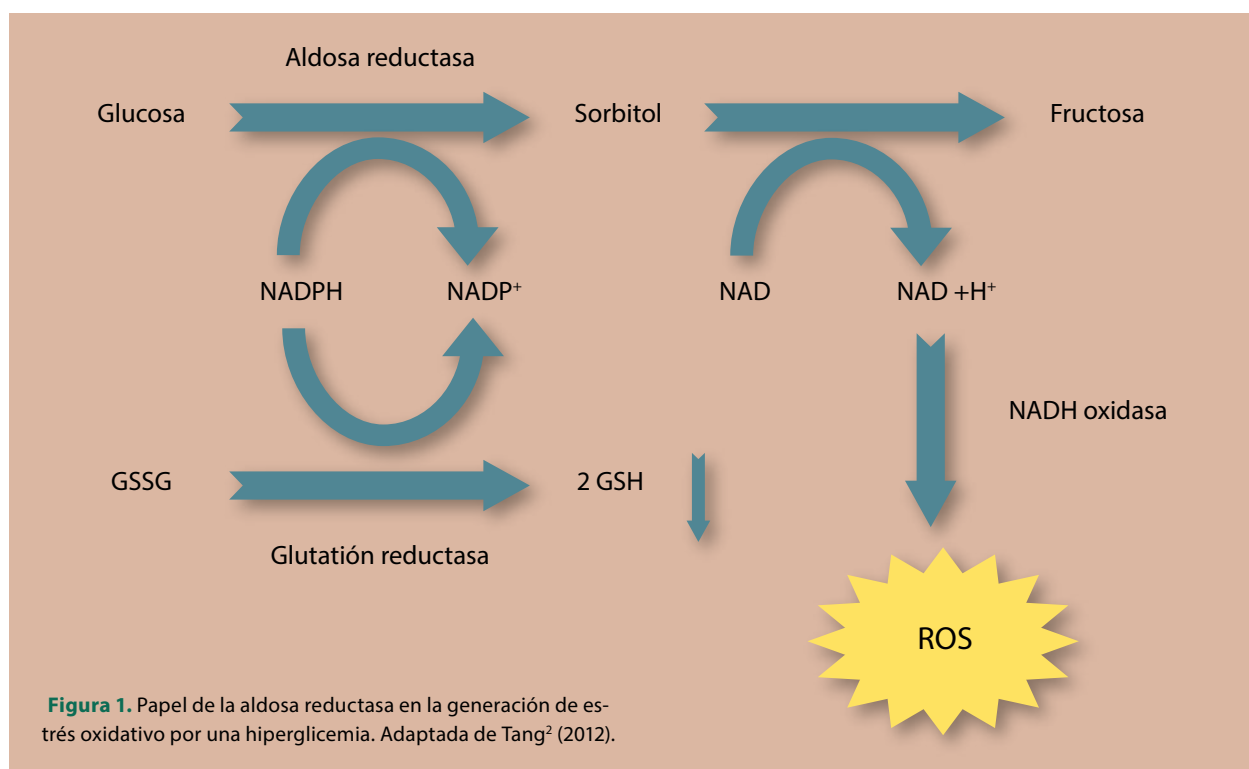 Aldosa reductasa
Glucosa
Sorbitol
Fructosa
NADPH
NADP⁺
NAD
NAD +H⁺
NADH oxidasa
GSSG
2 GSH
Glutatión reductasa
ROS
Figura 1. Papel de la aldosa reductasa en la generación de es-
trés oxidativo por una hiperglicemia. Adaptada de Tang² (2012).